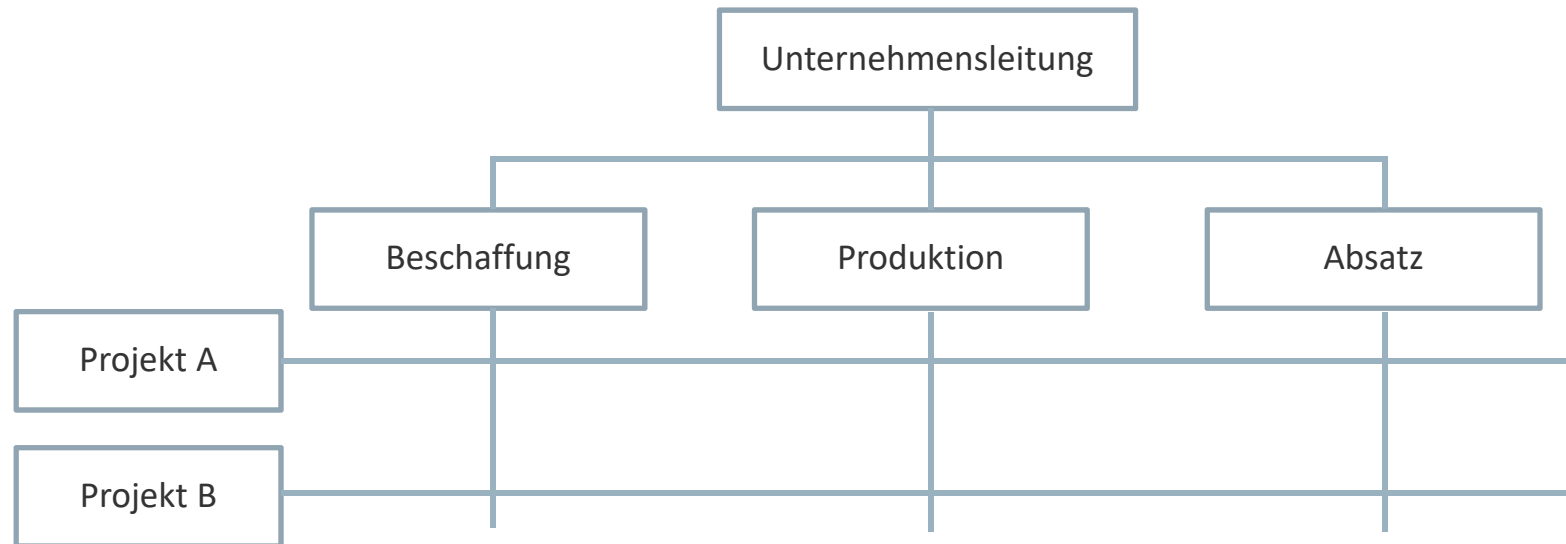 Unternehmensleitung
Beschaffung
Produktion
Absatz
Projekt A
Projekt B